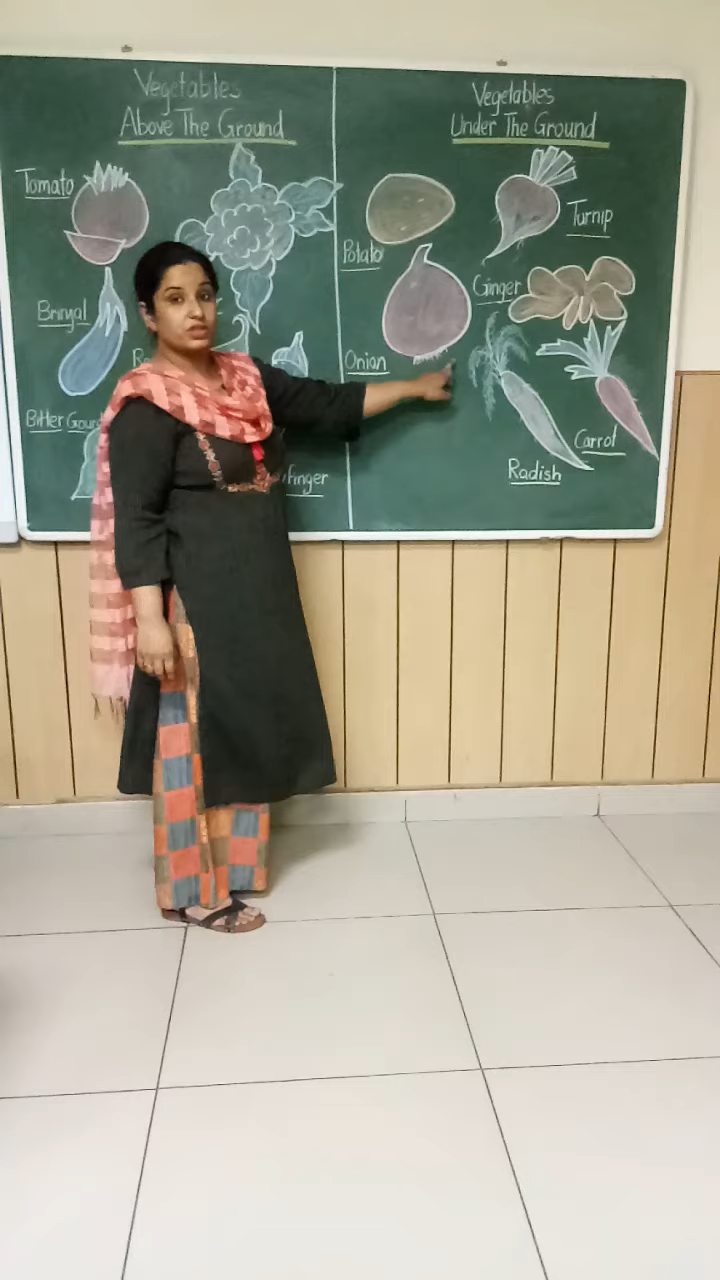 Vegetables
Above The Ground
Tomato
Brinjal
Bitter Gourd
finger
Vegetables
Under The Ground
Potato
Turnip
Ginger
Onion
Carrot
Radish